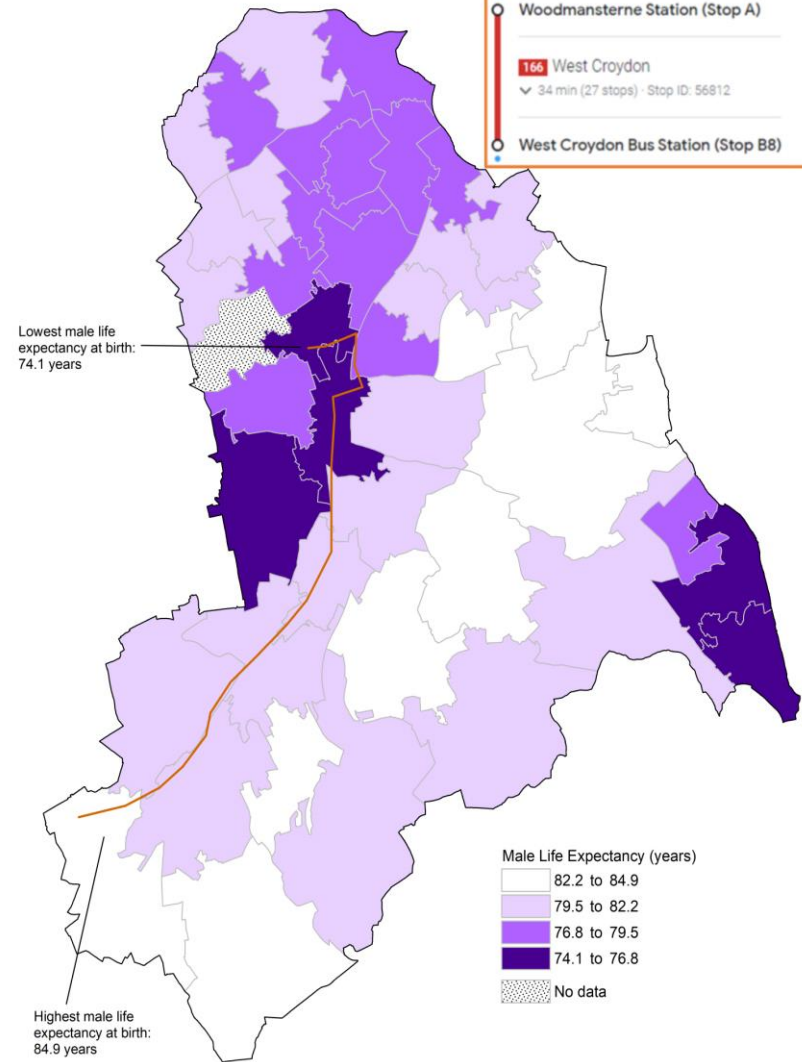 Woodmansterne Station (Stop A)
166 West Croydon
34 min (27 stops) · Stop ID: 56812
West Croydon Bus Station (Stop B8)
Lowest male life
expectancy at birth:
74.1 years
Male Life Expectancy (years)
82.2 to 84.9
79.5 to 82.2
76.8 to 79.5
74.1 to 76.8
No data
Highest male life
expectancy at birth:
84.9 years